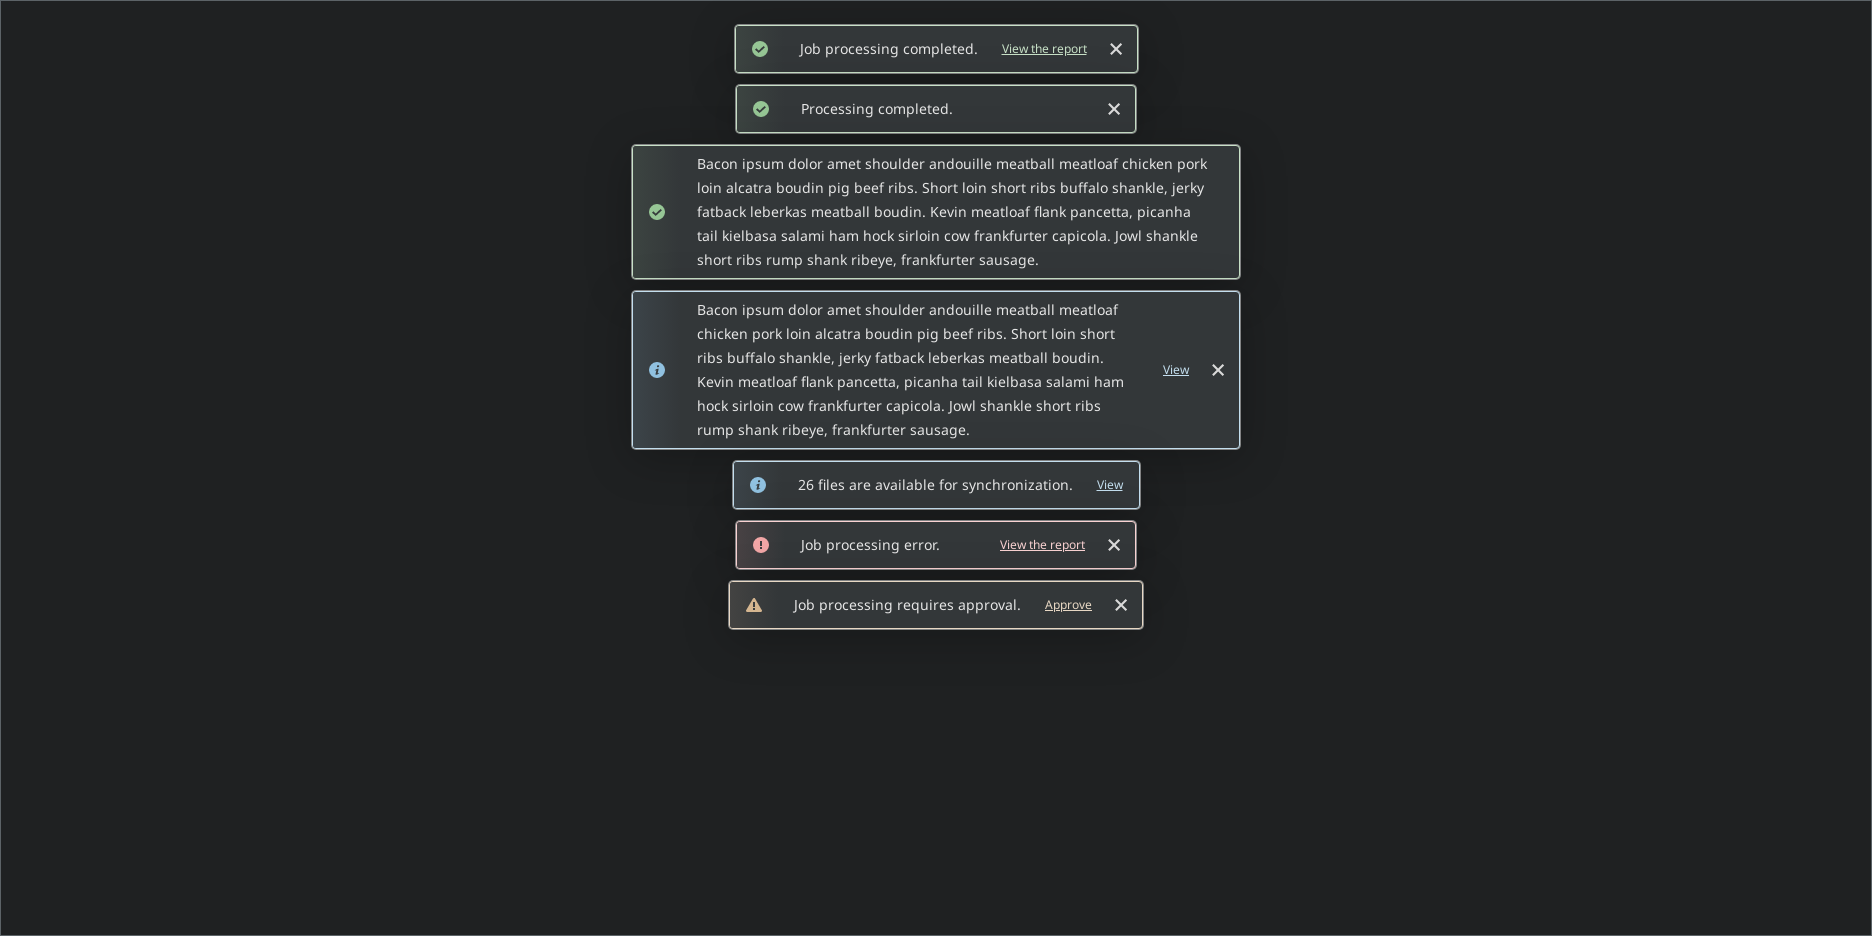 Job processing completed. View the report
Processing completed.
Bacon ipsum dolor amet shoulder andouille meatball meatloaf chicken pork
loin alcatra boudin pig beef ribs. Short loin short ribs buffalo shankle, jerky
fatback leberkas meatball boudin. Kevin meatloaf flank pancetta, picanha
tail kielbasa salami ham hock sirloin cow frankfurter capicola. Jowl shankle
short ribs rump shank ribeye, frankfurter sausage.
Bacon ipsum dolor amet shoulder andouille meatball meatloaf
chicken pork loin alcatra boudin pig beef ribs. Short loin short
ribs buffalo shankle, jerky fatback leberkas meatball boudin.
Kevin meatloaf flank pancetta, picanha tail kielbasa salami ham
hock sirloin cow frankfurter capicola. Jowl shankle short ribs
rump shank ribeye, frankfurter sausage.
View
26 files are available for synchronization. View
Job processing error. View the report
Job processing requires approval. Approve